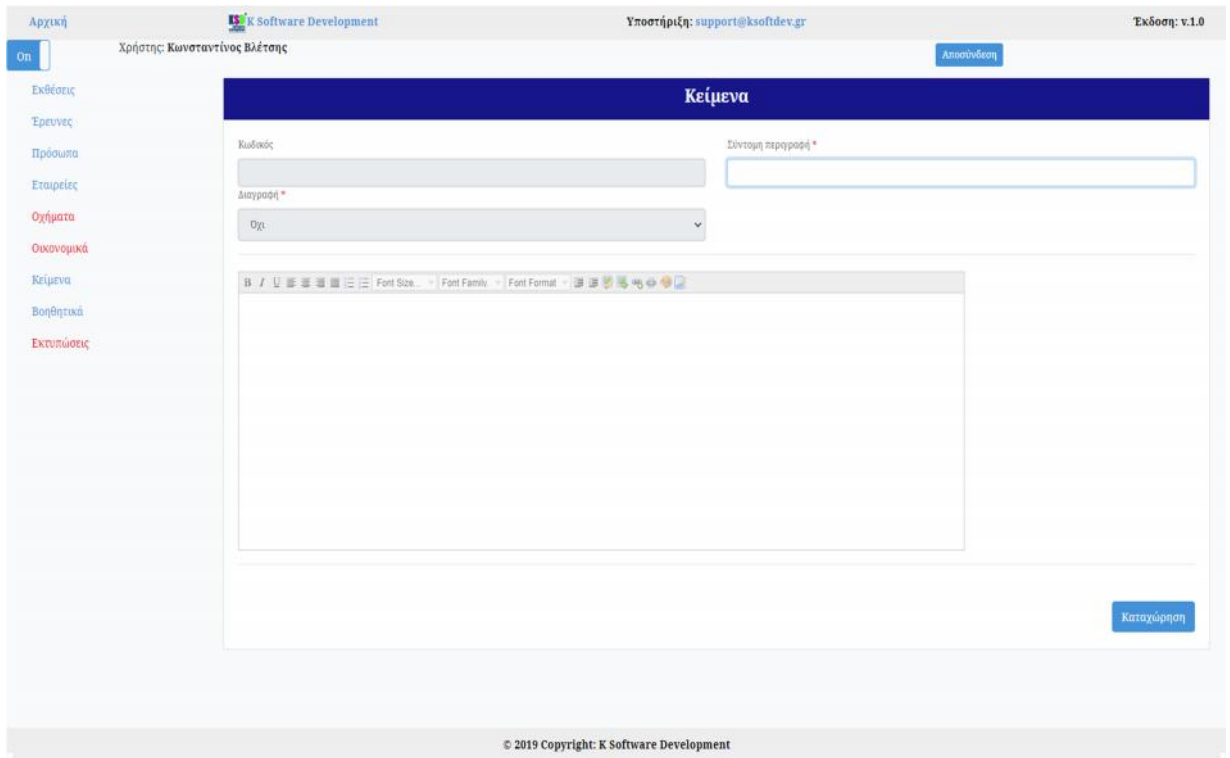 Αρχική K Software Development Υποστήριξη: support@ksoftdev.gr Έκδοση: v.1.0
On Χρήστης: Κωνσταντίνος Βλέτσης Αποσύνδεση
Εκθέσεις
Έρευνες
Πρόσωπα
Εταιρείες
Οχήματα
Οικονομικά
Κείμενα
Βοηθητικά
Εκτυπώσεις
Κείμενα
Κωδικός Σύντομη περιγραφή *
Διαγραφή *
Όχι
B I U Font Size... Font Family. Font Format
Καταχώρηση
© 2019 Copyright: K Software Development